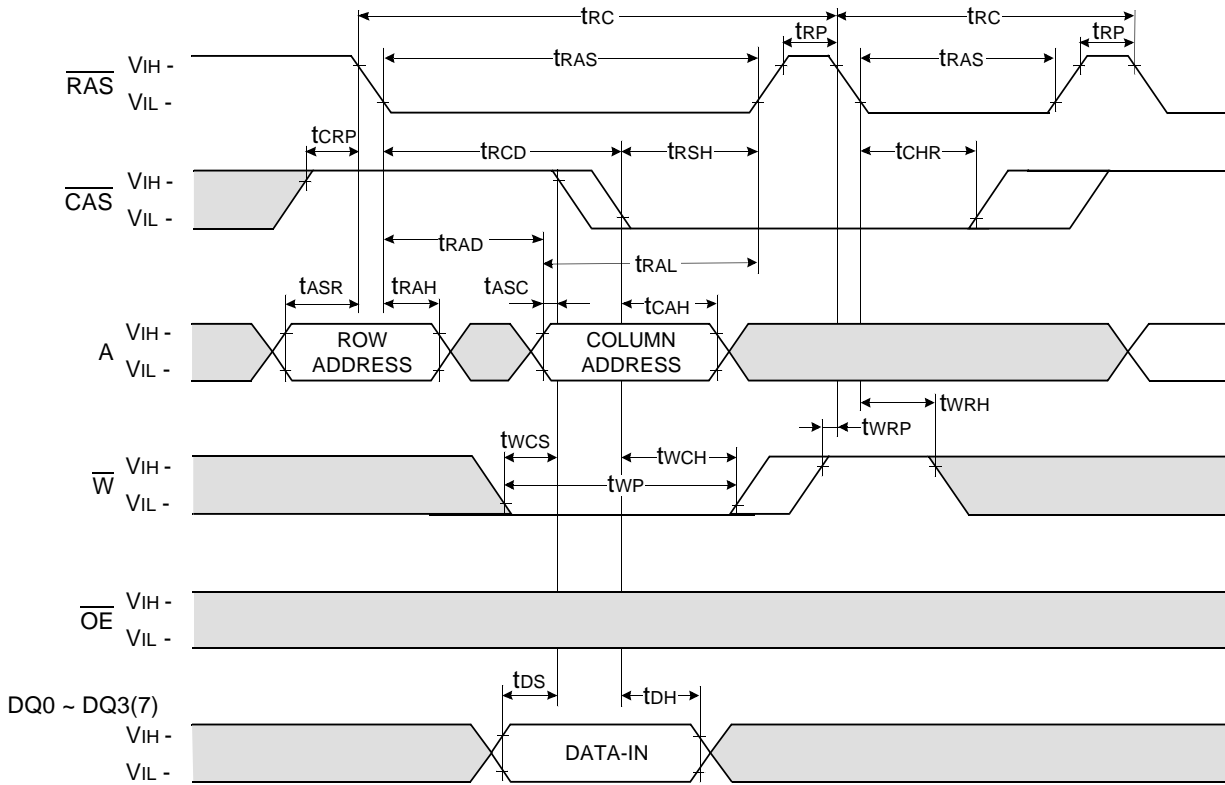 tRC tRC
tRP tRP
tRAS tRAS
RAS VIH -
VIL -
tCRP tRCD tRSH tCHR
CAS VIH -
VIL -
tRAD
tRAL
tASR tRAH tASC tCAH
A VIH -
VIL -
ROW
ADDRESS
COLUMN
ADDRESS
tWRH
tWRP
tWCS tWCH
tWP
W VIH -
VIL -
OE VIH -
VIL -
tDS tDH
DQ0 ~ DQ3(7)
VIH -
VIL -
DATA-IN